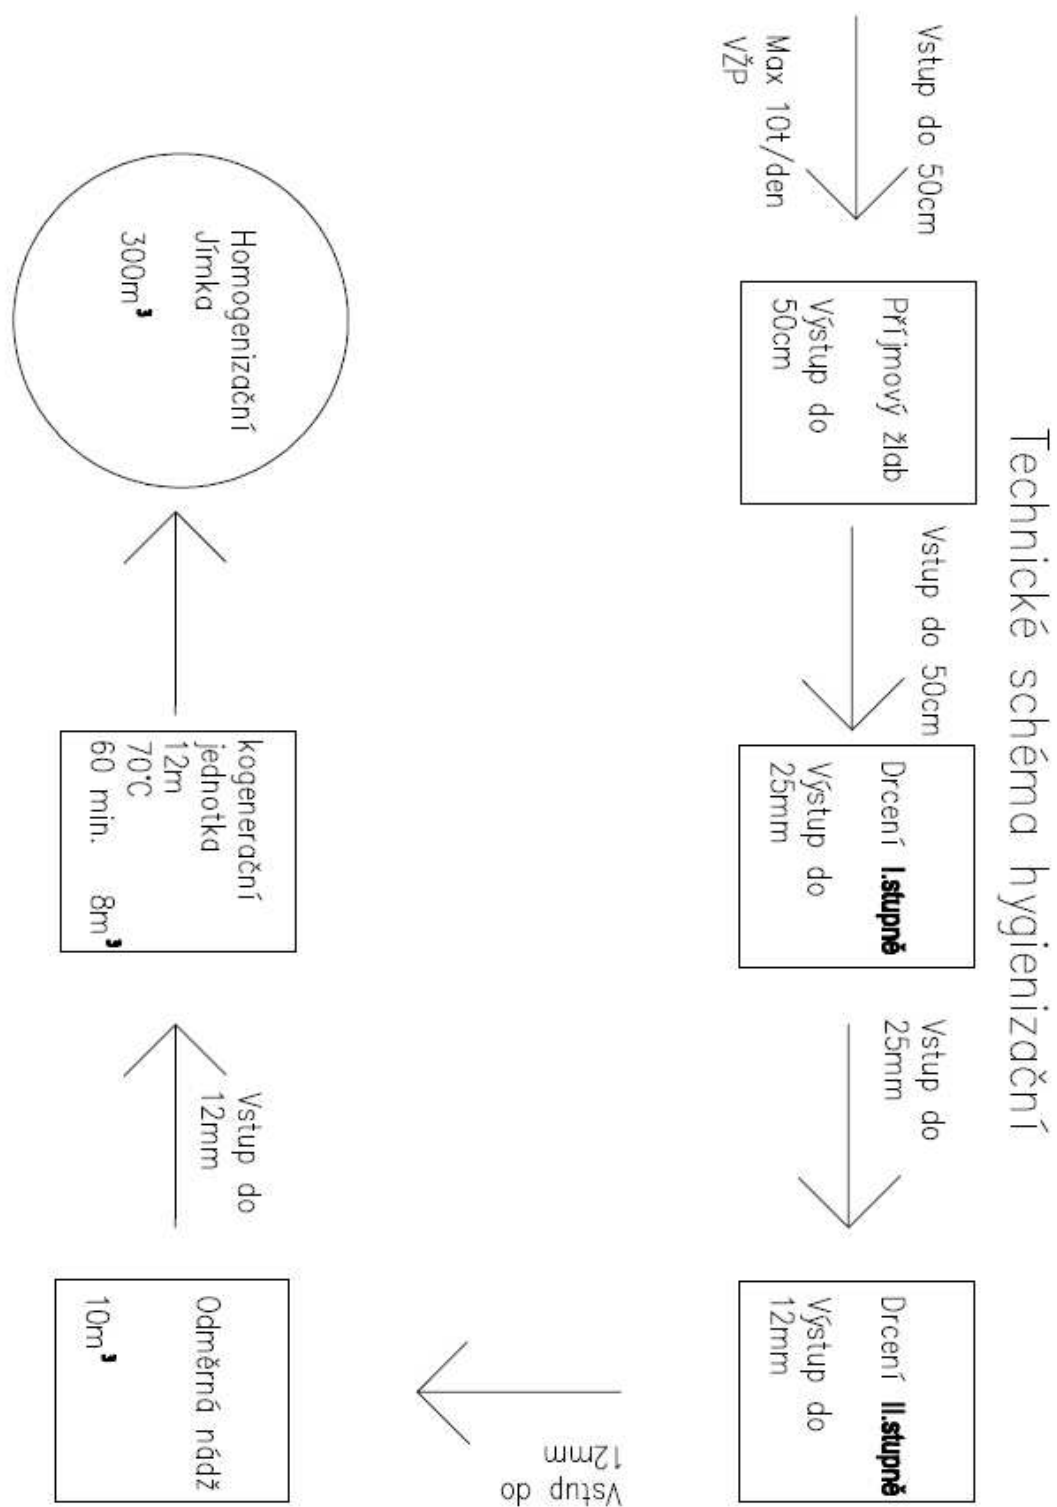 Technické schéma hygienizační
Vstup do 50cm
Max 10t/den
VŽP
Příjmový žlab
Výstup do
50cm
Vstup do 50cm
Drcení I.stupně
Výstup do
25mm
Vstup do
25mm
Drcení II.stupně
Výstup do
12mm
Vstup do
12mm
Odměrná nádž
10m³
Vstup do
12mm
kogenerační
jednotka
12m
70°C
60 min. 8m³
Homogenizační
Jímka
300m³